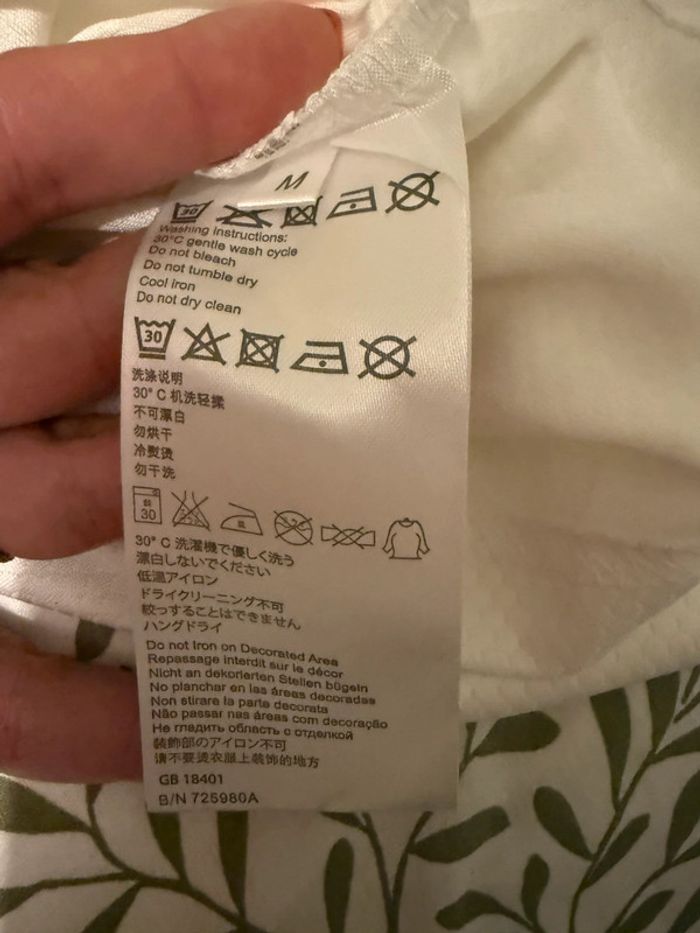 M
30
Washing instructions:
30°C gentle wash cycle
Do not bleach
Do not tumble dry
Cool iron
Do not dry clean
30
洗涤说明
30° C 机洗轻揉
不可漂白
勿烘干
冷熨烫
勿干洗
30
30° C 洗濯機で優しく洗う
漂白しないでください
低温アイロン
ドライクリーニング不可
絞っすることはできません
ハングドライ
Do not Iron on Decorated Area
Repassage interdit sur le décor
Nicht an dekorierten Stellen bügeln
No planchar en las áreas decoradas
Non stirare la parte decorata
Não passar nas áreas com decoração
Не гладить область с отделкой
装飾部のアイロン不可
请不要烫衣服上装饰的地方
GB 18401
B/N 725980A